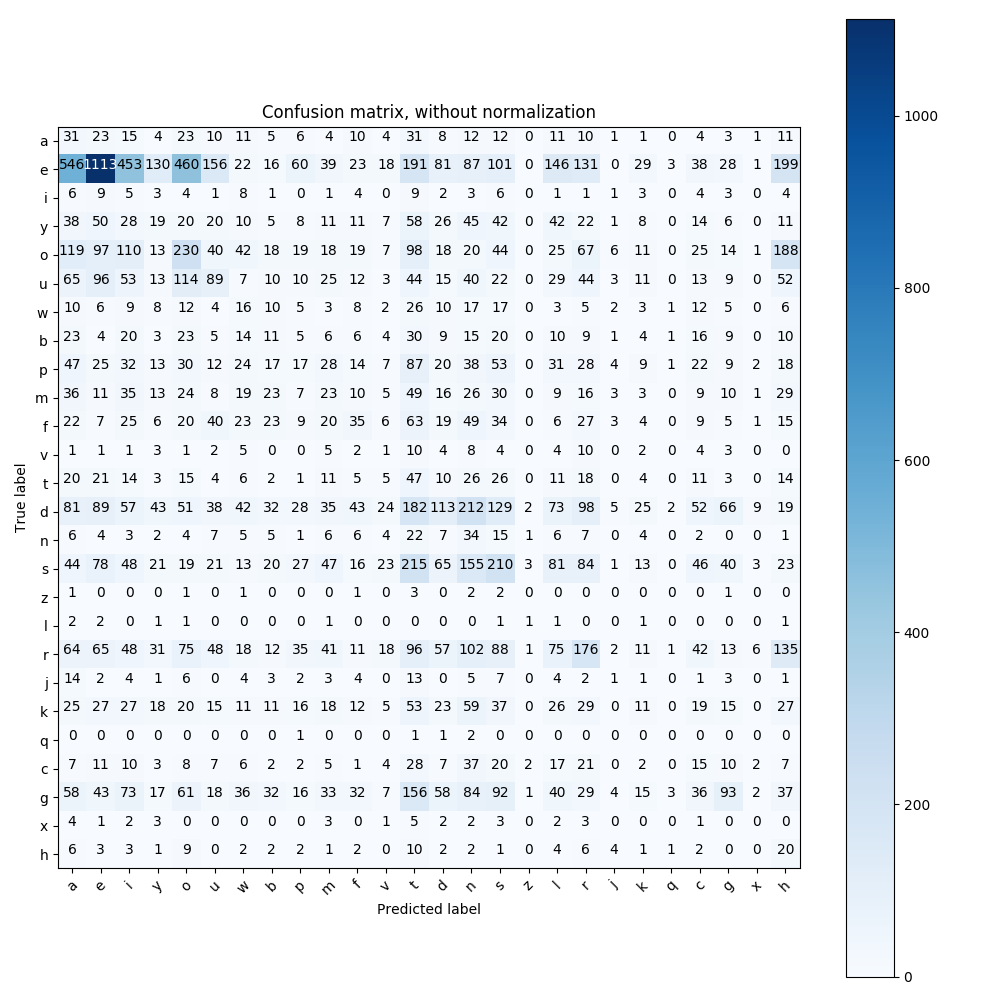 Confusion matrix, without normalization
a 31 23 15 4 23 10 11 5 6 4 10 4 31 8 12 12 0 11 10 1 1 0 4 3 1 11
e 546 1113 453 130 460 156 22 16 60 39 23 18 191 81 87 101 0 146 131 0 29 3 38 28 1 199
i 6 9 5 3 4 1 8 1 0 1 4 0 9 2 3 6 0 1 1 1 3 0 4 3 0 4
y 38 50 28 19 20 20 10 5 8 11 11 7 58 26 45 42 0 42 22 1 8 0 14 6 0 11
o 119 97 110 13 230 40 42 18 19 18 19 7 98 18 20 44 0 25 67 6 11 0 25 14 1 188
u 65 96 53 13 114 89 7 10 10 25 12 3 44 15 40 22 0 29 44 3 11 0 13 9 0 52
w 10 6 9 8 12 4 16 10 5 3 8 2 26 10 17 17 0 3 5 2 3 1 12 5 0 6
b 23 4 20 3 23 5 14 11 5 6 6 4 30 9 15 20 0 10 9 1 4 1 16 9 0 10
p 47 25 32 13 30 12 24 17 17 28 14 7 87 20 38 53 0 31 28 4 9 1 22 9 2 18
m 36 11 35 13 24 8 19 23 7 23 10 5 49 16 26 30 0 9 16 3 3 0 9 10 1 29
f 22 7 25 6 20 40 23 23 9 20 35 6 63 19 49 34 0 6 27 3 4 0 9 5 1 15
v 1 1 1 3 1 2 5 0 0 5 2 1 10 4 8 4 0 4 10 0 2 0 4 3 0 0
t 20 21 14 3 15 4 6 2 1 11 5 5 47 10 26 26 0 11 18 0 4 0 11 3 0 14
d 81 89 57 43 51 38 42 32 28 35 43 24 182 113 212 129 2 73 98 5 25 2 52 66 9 19
n 6 4 3 2 4 7 5 5 1 6 6 4 22 7 34 15 1 6 7 0 4 0 2 0 0 1
s 44 78 48 21 19 21 13 20 27 47 16 23 215 65 155 210 3 81 84 1 13 0 46 40 3 23
z 1 0 0 0 1 0 1 0 0 0 1 0 3 0 2 2 0 0 0 0 0 0 0 1 0 0
l 2 2 0 1 1 0 0 0 0 1 0 0 0 0 0 1 1 1 0 0 1 0 0 0 0 1
r 64 65 48 31 75 48 18 12 35 41 11 18 96 57 102 88 1 75 176 2 11 1 42 13 6 135
j 14 2 4 1 6 0 4 3 2 3 4 0 13 0 5 7 0 4 2 1 1 0 1 3 0 1
k 25 27 27 18 20 15 11 11 16 18 12 5 53 23 59 37 0 26 29 0 11 0 19 15 0 27
q 0 0 0 0 0 0 0 0 1 0 0 0 1 1 2 0 0 0 0 0 0 0 0 0 0 0
c 7 11 10 3 8 7 6 2 2 5 1 4 28 7 37 20 2 17 21 0 2 0 15 10 2 7
g 58 43 73 17 61 18 36 32 16 33 32 7 156 58 84 92 1 40 29 4 15 3 36 93 2 37
x 4 1 2 3 0 0 0 0 0 3 0 1 5 2 2 3 0 2 3 0 0 0 1 0 0 0
h 6 3 3 1 9 0 2 2 2 1 2 0 10 2 2 1 0 4 6 4 1 1 2 0 0 20
a e i y o u w b p m f v t d n s z l r j k q c g x h
True label
Predicted label
1000
800
600
400
200
0